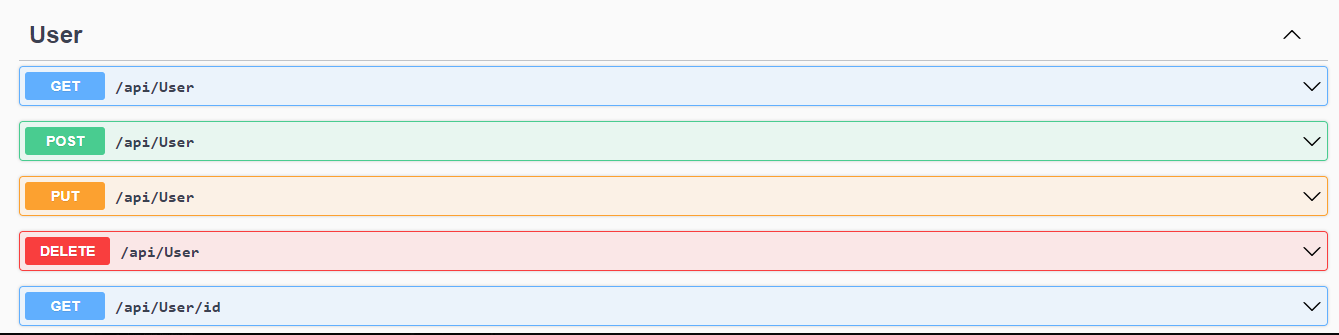 User
GET /api/User
POST /api/User
PUT /api/User
DELETE /api/User
GET /api/User/id